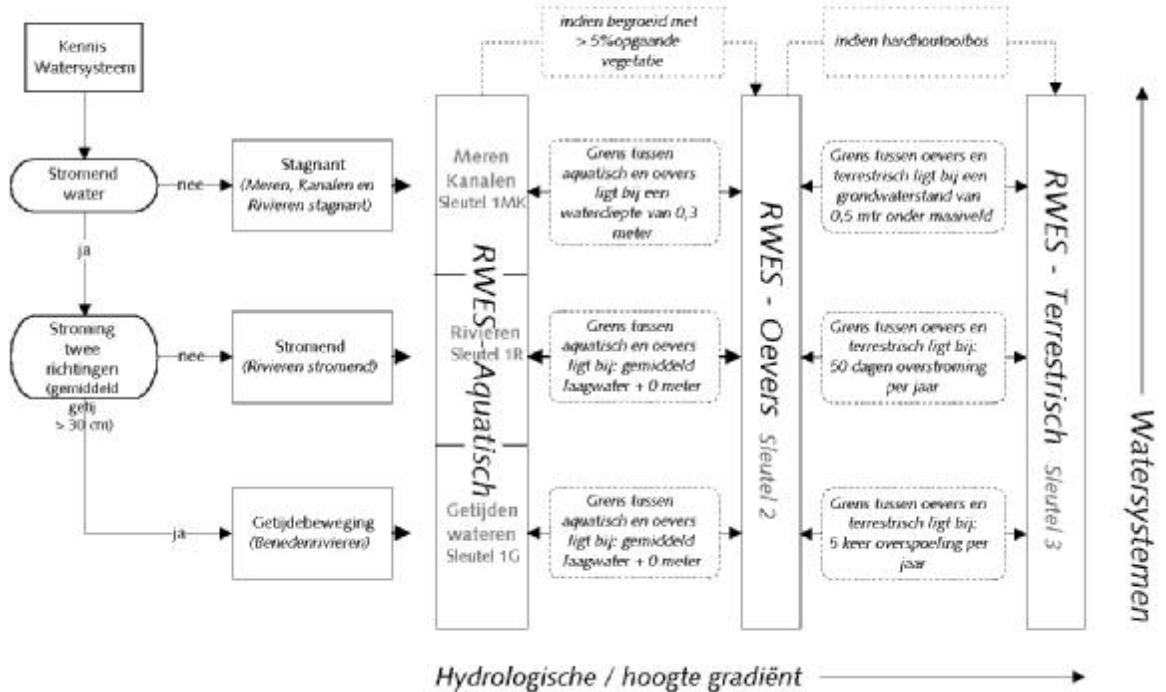 Kennis
Watersysteem
indien begroeid met
> 5%opgaande
vegetatie
indien hardhoutooibos
Stromend
water
nee
Stagnant
(Meren, Kanalen en
Rivieren stagnant)
Meren
Kanalen
Sleutel 1MK
Grens tussen
aquatisch en oevers
ligt bij een
waterdiepte van 0,3
meter
Grens tussen oevers en
terrestrisch ligt bij een
grondwaterstand van
0,5 mtr onder maaiveld
ja
Stroming
twee
richtingen
(gemiddeld
getij
> 30 cm)
nee
Stromend
(Rivieren stromend)
Rivieren
Sleutel 1R
Grens tussen
aquatisch en oevers
ligt bij: gemiddeld
laagwater + 0 meter
Grens tussen oevers en
terrestrisch ligt bij:
50 dagen overstroming
per jaar
ja
Getijdebeweging
(Benedenrivieren)
Getijden
wateren
Sleutel 1G
Grens tussen
aquatisch en oevers
ligt bij: gemiddeld
laagwater + 0 meter
Grens tussen oevers en
terrestrisch ligt bij:
5 keer overspoeling per
jaar
RWES - Aquatisch
RWES - Oevers Sleutel 2
RWES - Terrestrisch Sleutel 3
Watersystemen
Hydrologische / hoogte gradiënt